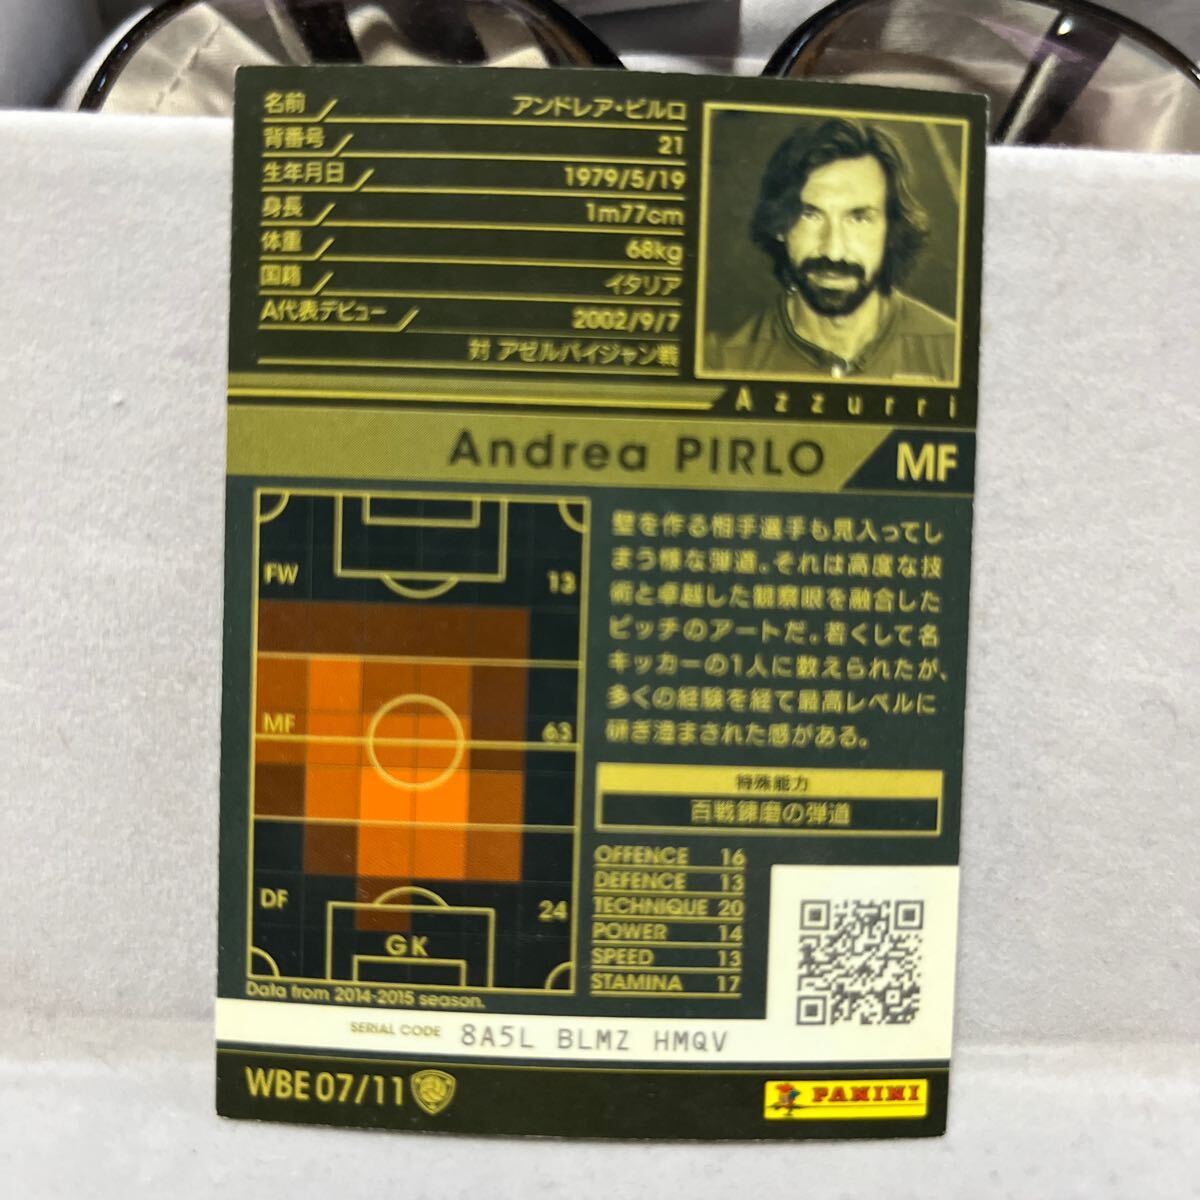 名前 アンドレア・ピルロ
背番号 21
生年月日 1979/5/19
身長 1m77cm
体重 68kg
国籍 イタリア
A代表デビュー 2002/9/7
対 アゼルバイジャン戦
Azzurri
Andrea PIRLO MF
FW 13
MF 63
DF 24
GK
Data from 2014-2015 season.
壁を作る相手選手も見入ってし
まう様な弾道。それは高度な技
術と卓越した観察眼を融合した
ピッチのアートだ。若くして名
キッカーの1人に数えられたが、
多くの経験を経て最高レベルに
研ぎ澄まされた感がある。
特殊能力
百戦錬磨の弾道
OFFENCE 16
DEFENCE 13
TECHNIQUE 20
POWER 14
SPEED 13
STAMINA 17
SERIAL CODE 8A5L BLMZ HMQV
WBE 07/11
PANINI